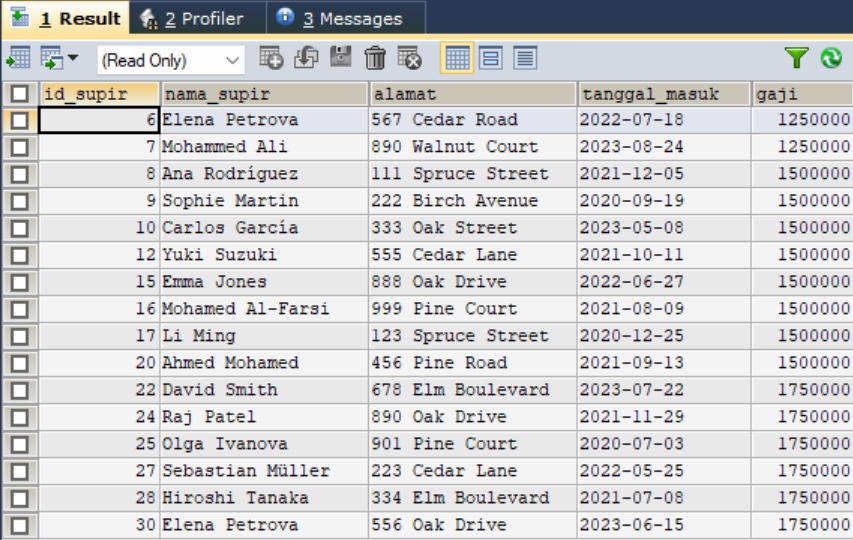 1 Result 2 Profiler 3 Messages
(Read Only)
id_supir nama_supir alamat tanggal_masuk gaji
6 Elena Petrova 567 Cedar Road 2022-07-18 1250000
7 Mohammed Ali 890 Walnut Court 2023-08-24 1250000
8 Ana Rodríguez 111 Spruce Street 2021-12-05 1500000
9 Sophie Martin 222 Birch Avenue 2020-09-19 1500000
10 Carlos García 333 Oak Street 2023-05-08 1500000
12 Yuki Suzuki 555 Cedar Lane 2021-10-11 1500000
15 Emma Jones 888 Oak Drive 2022-06-27 1500000
16 Mohamed Al-Farsi 999 Pine Court 2021-08-09 1500000
17 Li Ming 123 Spruce Street 2020-12-25 1500000
20 Ahmed Mohamed 456 Pine Road 2021-09-13 1500000
22 David Smith 678 Elm Boulevard 2023-07-22 1750000
24 Raj Patel 890 Oak Drive 2021-11-29 1750000
25 Olga Ivanova 901 Pine Court 2020-07-03 1750000
27 Sebastian Müller 223 Cedar Lane 2022-05-25 1750000
28 Hiroshi Tanaka 334 Elm Boulevard 2021-07-08 1750000
30 Elena Petrova 556 Oak Drive 2023-06-15 1750000